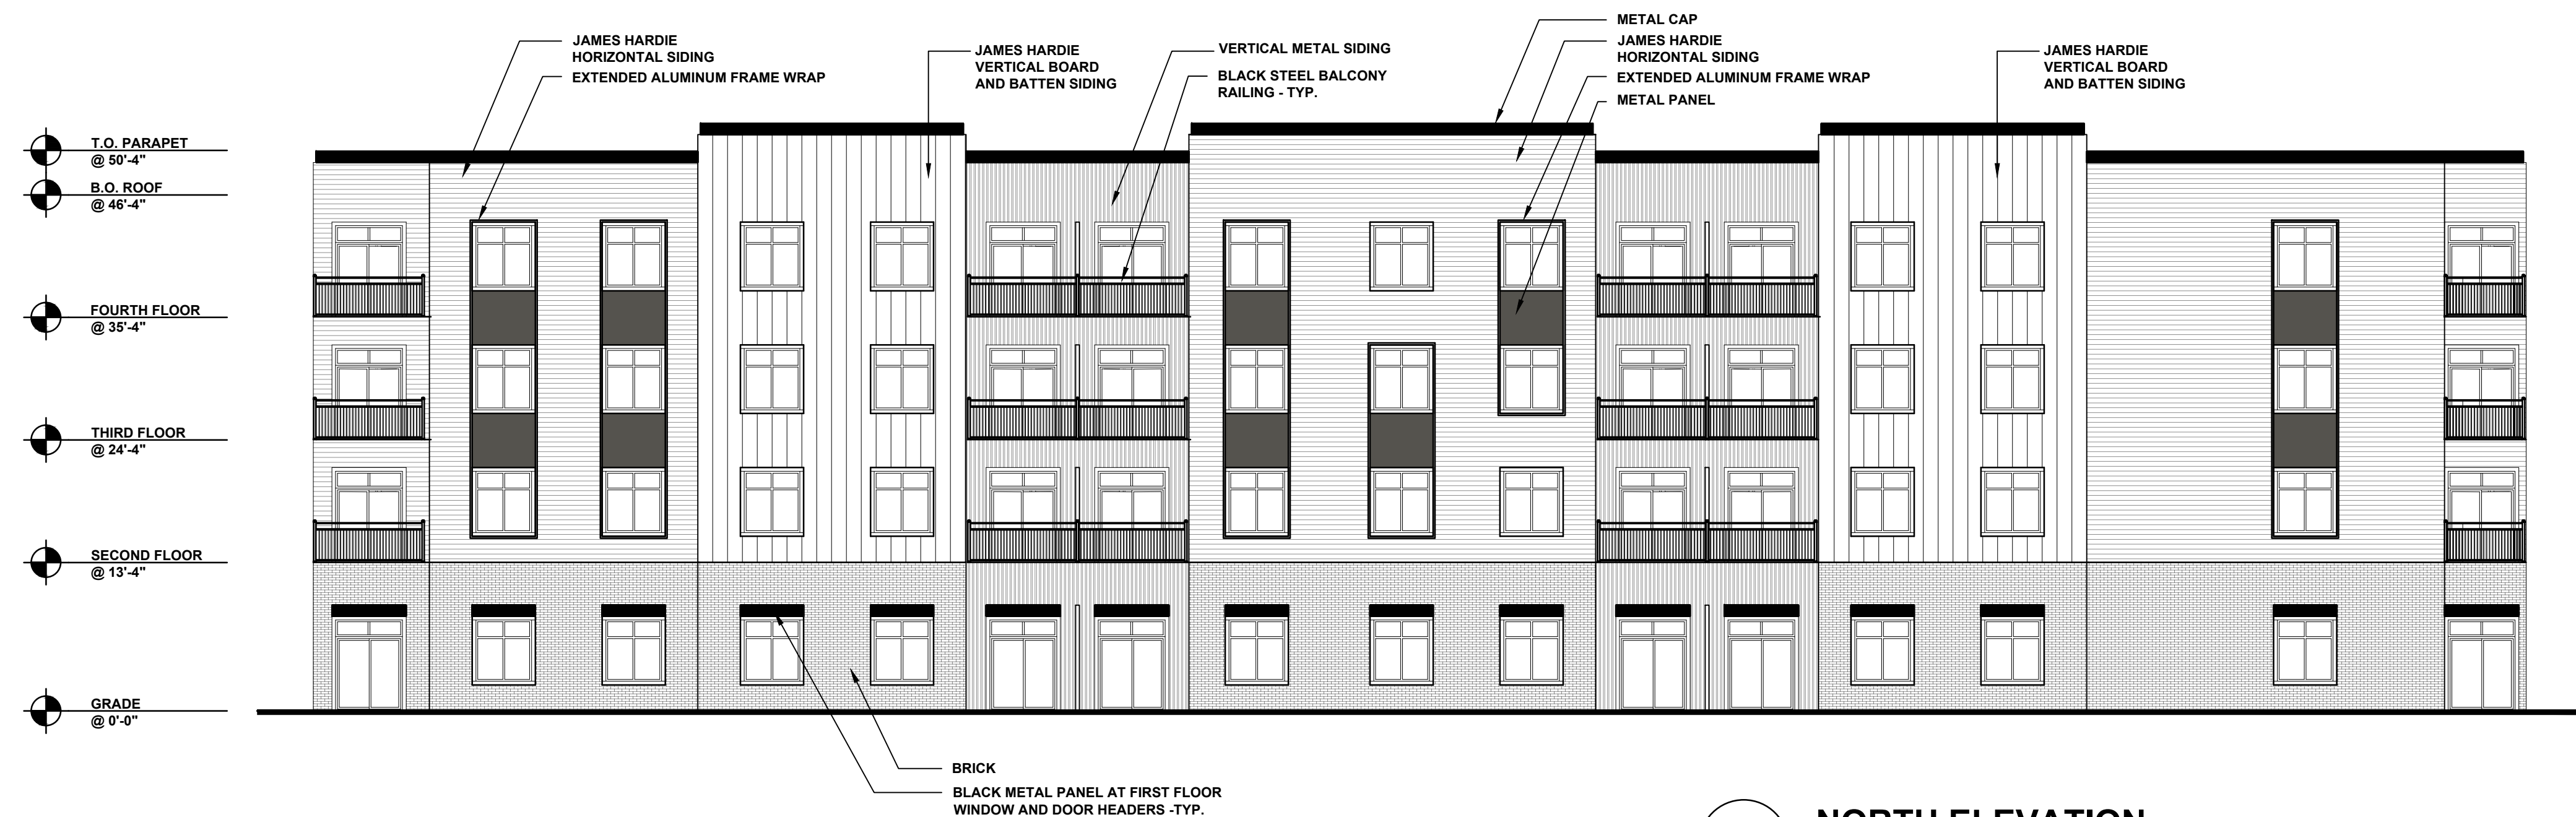 METAL CAP
JAMES HARDIE
HORIZONTAL SIDING
EXTENDED ALUMINUM FRAME WRAP
JAMES HARDIE
VERTICAL BOARD
AND BATTEN SIDING
VERTICAL METAL SIDING
BLACK STEEL BALCONY
RAILING - TYP.
JAMES HARDIE
HORIZONTAL SIDING
EXTENDED ALUMINUM FRAME WRAP
METAL PANEL
JAMES HARDIE
VERTICAL BOARD
AND BATTEN SIDING
T.O. PARAPET
@ 50'-4"
B.O. ROOF
@ 46'-4"
FOURTH FLOOR
@ 35'-4"
THIRD FLOOR
@ 24'-4"
SECOND FLOOR
@ 13'-4"
GRADE
@ 0'-0"
BRICK
BLACK METAL PANEL AT FIRST FLOOR
WINDOW AND DOOR HEADERS -TYP.
NORTH ELEVATION